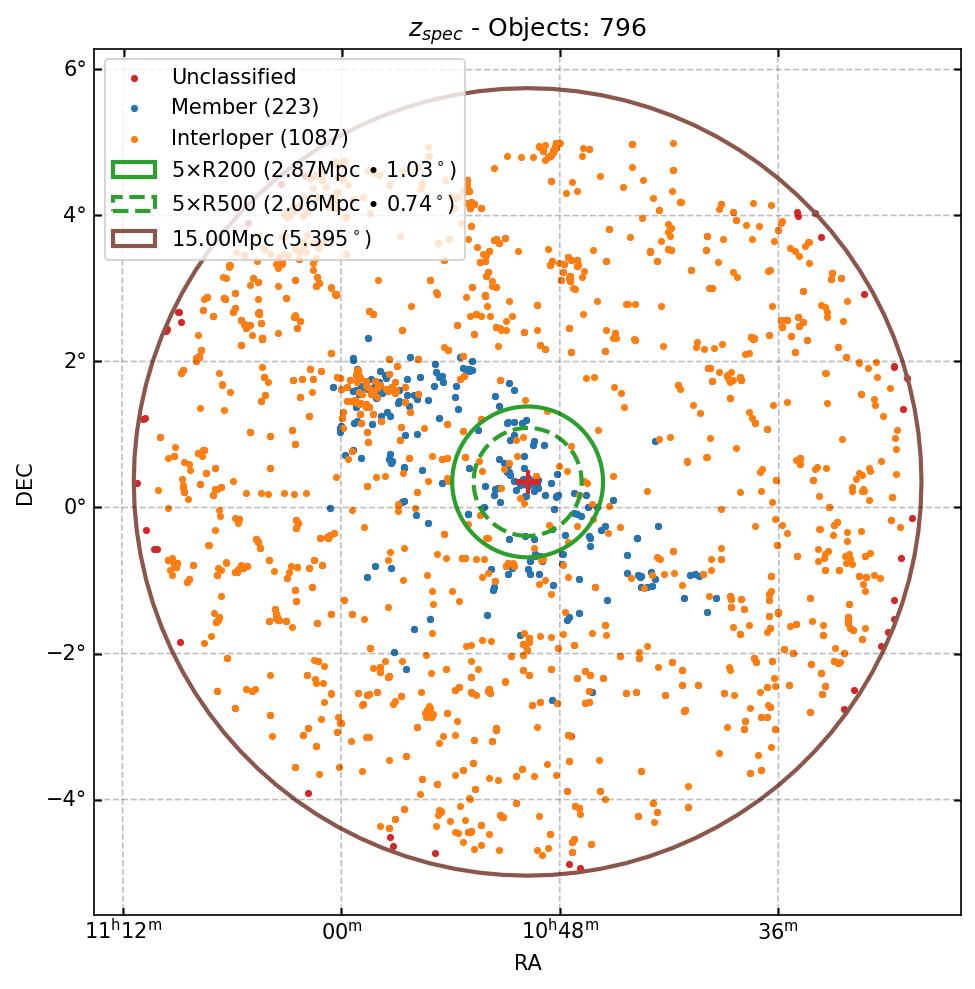 z_spec - Objects: 796
Unclassified
Member (223)
Interloper (1087)
5×R200 (2.87Mpc • 1.03°)
5×R500 (2.06Mpc • 0.74°)
15.00Mpc (5.395°)
6°
4°
2°
0°
−2°
−4°
DEC
11h12m 00m 10h48m 36m
RA